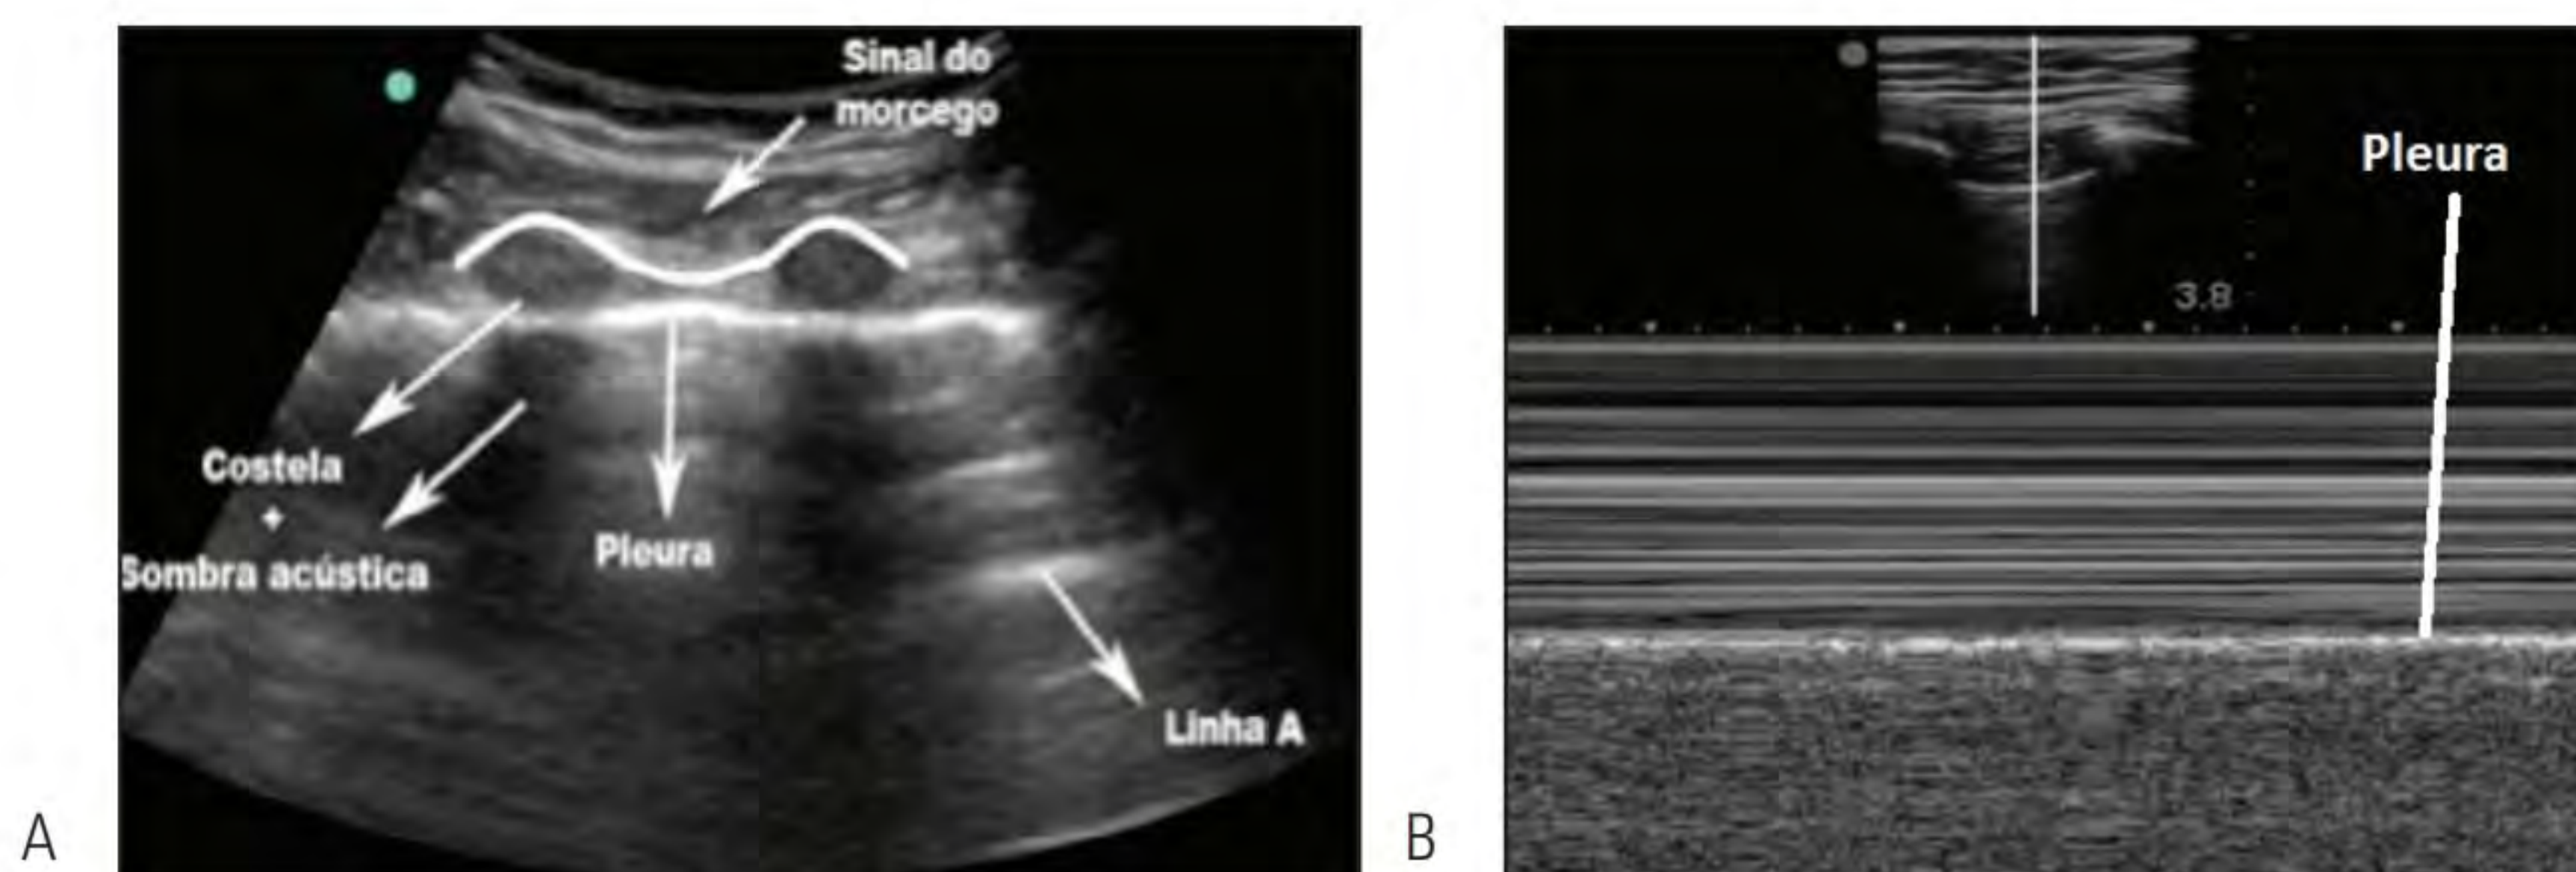 Sinal do
morcego
Costela
+
Sombra acústica
Pleura
Linha A
A
3.8
Pleura
B